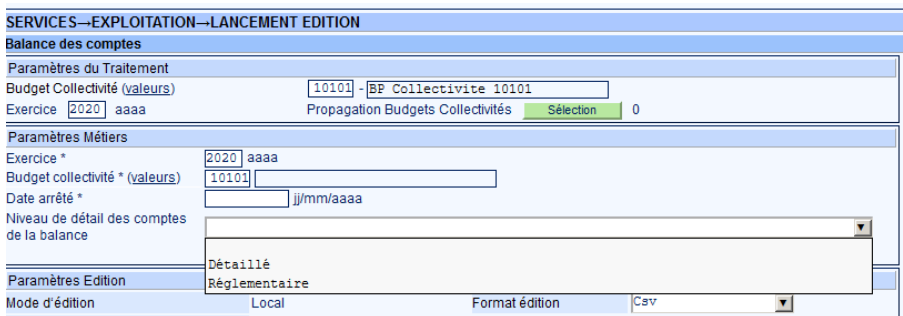 SERVICES→EXPLOITATION→LANCEMENT EDITION
Balance des comptes
Paramètres du Traitement
Budget Collectivité (valeurs) 10101 - BP Collectivite 10101
Exercice 2020 aaaa Propagation Budgets Collectivités Sélection 0
Paramètres Métiers
Exercice * 2020 aaaa
Budget collectivité * (valeurs) 10101
Date arrêté * jj/mm/aaaa
Niveau de détail des comptes
de la balance
Détaillé
Réglementaire
Paramètres Edition
Mode d'édition Local Format édition Csv